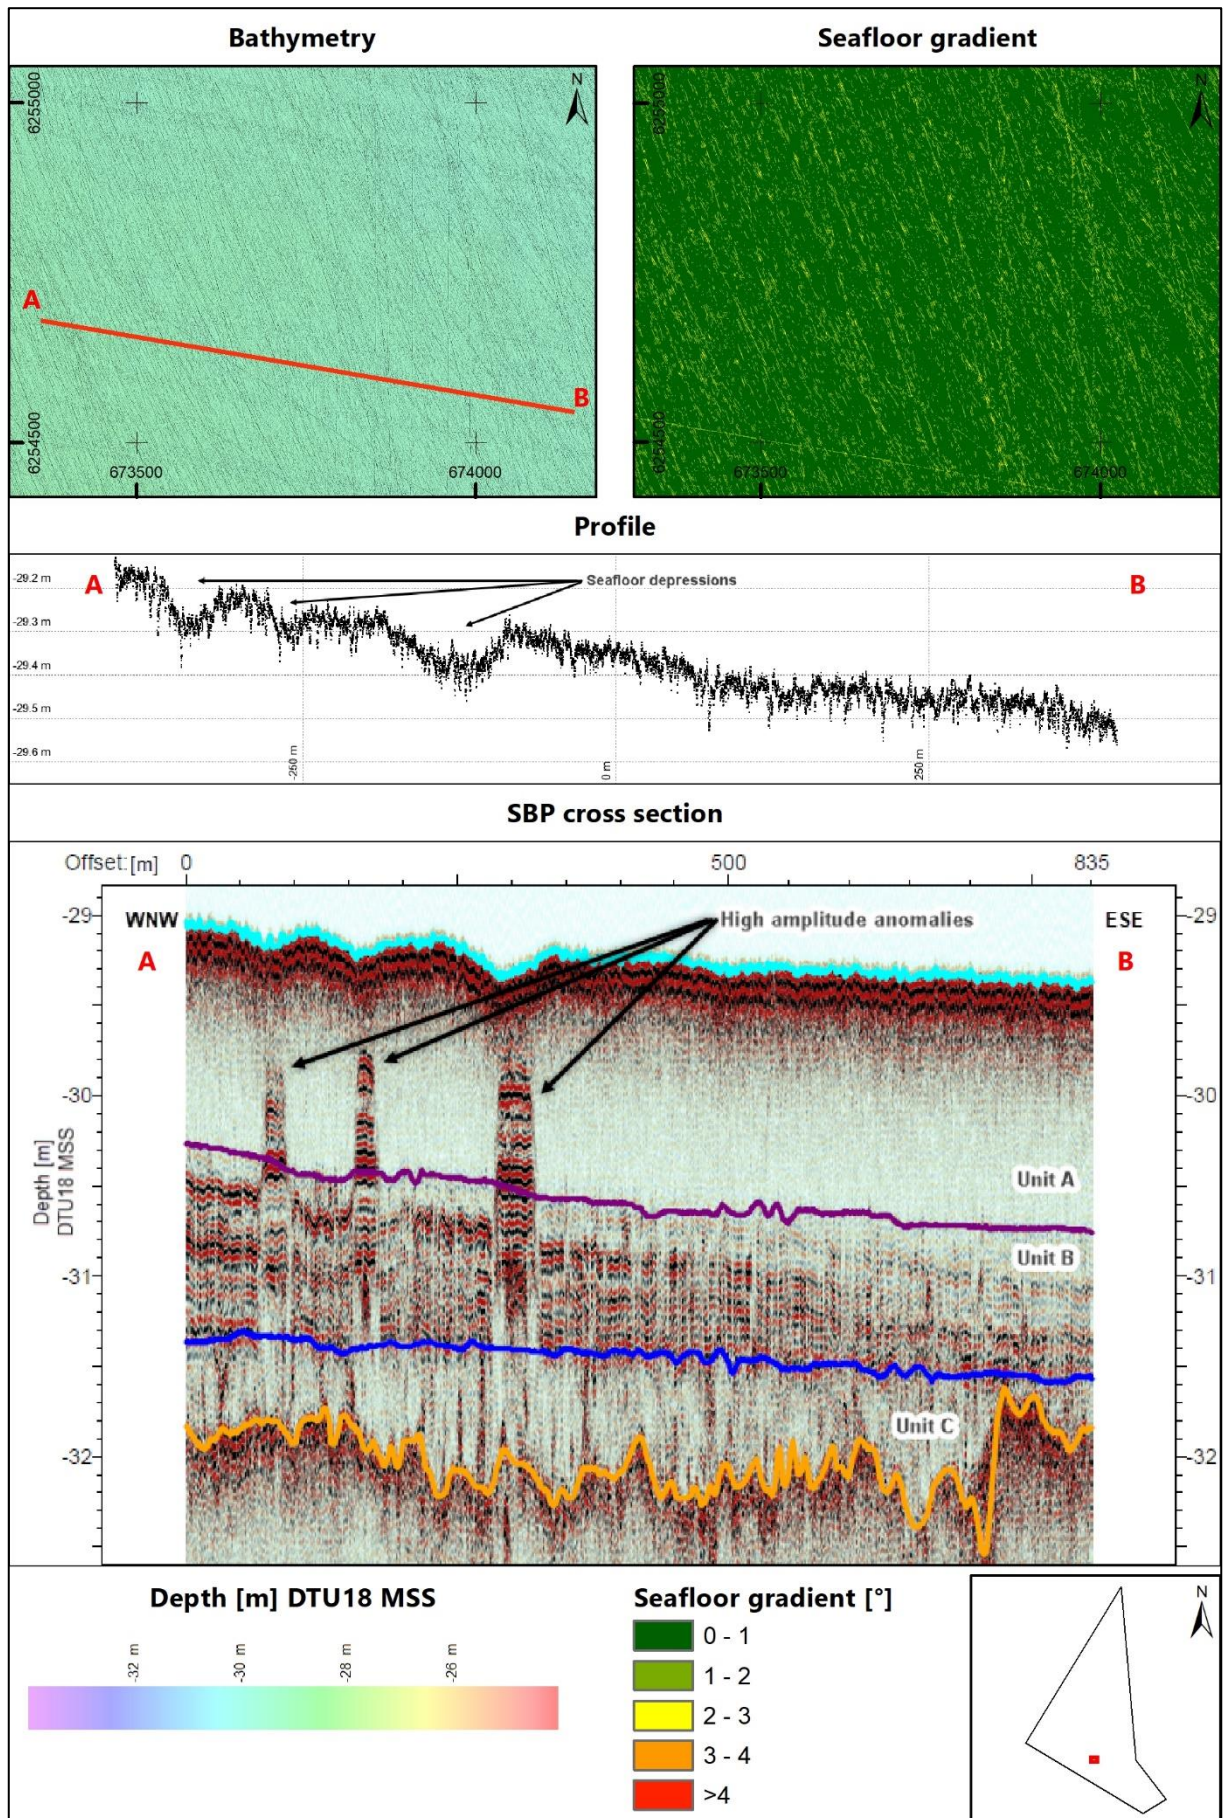 Bathymetry
Seafloor gradient
N
N
6255000
6255000
A
B
6254500
6254500
673500
674000
673500
674000
Profile
A
B
Seafloor depressions
-29.2 m
-29.3 m
-29.4 m
-29.5 m
-29.6 m
-250 m
0 m
250 m
SBP cross section
Offset: [m]
0
500
835
-29
-29
WNW
High amplitude anomalies
ESE
A
B
-30
-30
Depth [m]
DTU18 MSS
Unit A
Unit B
-31
-31
Unit C
-32
-32
Depth [m] DTU18 MSS
-32 m
-30 m
-28 m
-26 m
Seafloor gradient [°]
0 - 1
1 - 2
2 - 3
3 - 4
>4
N